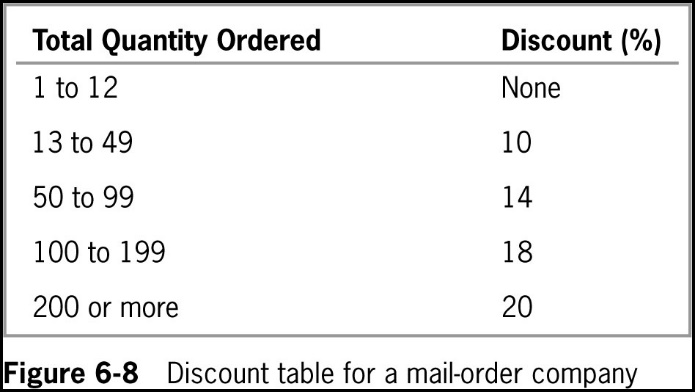 Total Quantity Ordered Discount (%)
1 to 12 None
13 to 49 10
50 to 99 14
100 to 199 18
200 or more 20
Figure 6-8 Discount table for a mail-order company